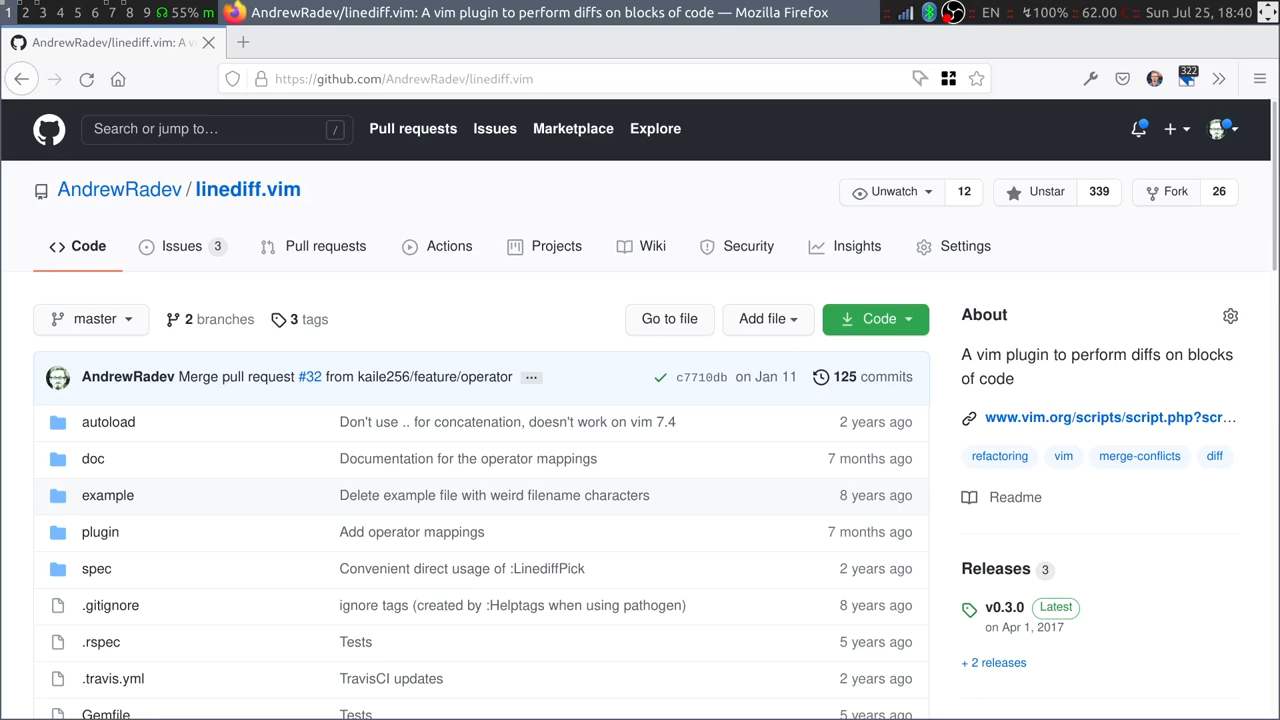 2 3 4 5 6 7 8 9 55% m AndrewRadev/linediff.vim: A vim plugin to perform diffs on blocks of code — Mozilla Firefox EN :: 100% :: 62.00 :: Sun Jul 25, 18:40
AndrewRadev/linediff.vim: A v
https://github.com/AndrewRadev/linediff.vim 322
Search or jump to… / Pull requests Issues Marketplace Explore
AndrewRadev / linediff.vim Unwatch 12 Unstar 339 Fork 26
Code Issues 3 Pull requests Actions Projects Wiki Security Insights Settings
master 2 branches 3 tags Go to file Add file Code
AndrewRadev Merge pull request #32 from kaile256/feature/operator … c7710db on Jan 11 125 commits
autoload Don't use .. for concatenation, doesn't work on vim 7.4 2 years ago
doc Documentation for the operator mappings 7 months ago
example Delete example file with weird filename characters 8 years ago
plugin Add operator mappings 7 months ago
spec Convenient direct usage of :LinediffPick 2 years ago
.gitignore ignore tags (created by :Helptags when using pathogen) 8 years ago
.rspec Tests 5 years ago
.travis.yml TravisCI updates 2 years ago
Gemfile Tests 5 years ago
About
A vim plugin to perform diffs on blocks
of code
www.vim.org/scripts/script.php?scr…
refactoring vim merge-conflicts diff
Readme
Releases 3
v0.3.0 Latest
on Apr 1, 2017
+ 2 releases